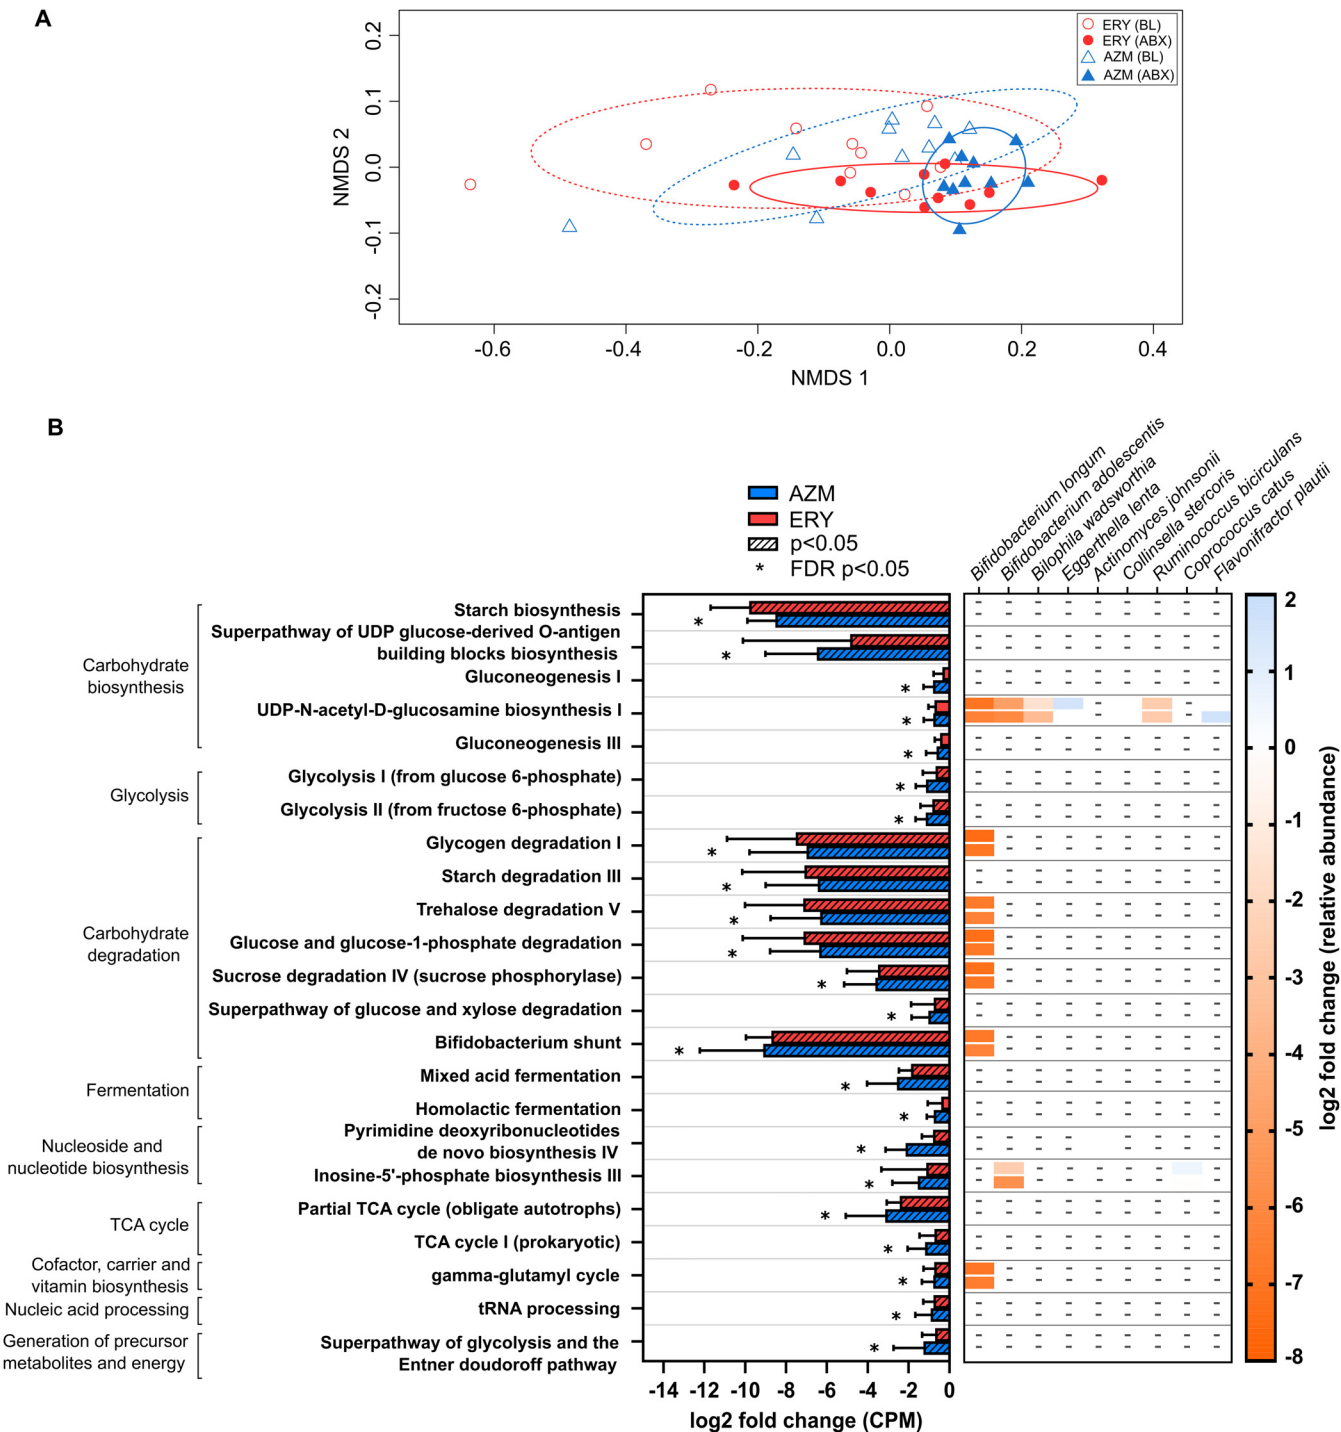 A
ERY (BL)
ERY (ABX)
AZM (BL)
AZM (ABX)
0.2
0.1
0.0
-0.1
-0.2
NMDS 2
-0.6
-0.4
-0.2
0.0
0.2
0.4
NMDS 1
B
AZM
ERY
p<0.05
* FDR p<0.05
Bifidobacterium longum
Bifidobacterium adolescentis
Bilophila wadsworthia
Eggerthella lenta
Actinomyces johnsonii
Collinsella stercoris
Ruminococcus bicirculans
Coprococcus catus
Flavonifractor plautii
Carbohydrate
biosynthesis
Starch biosynthesis
Superpathway of UDP glucose-derived O-antigen
building blocks biosynthesis
Gluconeogenesis I
UDP-N-acetyl-D-glucosamine biosynthesis I
Gluconeogenesis III
Glycolysis
Glycolysis I (from glucose 6-phosphate)
Glycolysis II (from fructose 6-phosphate)
Carbohydrate
degradation
Glycogen degradation I
Starch degradation III
Trehalose degradation V
Glucose and glucose-1-phosphate degradation
Sucrose degradation IV (sucrose phosphorylase)
Superpathway of glucose and xylose degradation
Bifidobacterium shunt
Fermentation
Mixed acid fermentation
Homolactic fermentation
Nucleoside and
nucleotide biosynthesis
Pyrimidine deoxyribonucleotides
de novo biosynthesis IV
Inosine-5'-phosphate biosynthesis III
TCA cycle
Partial TCA cycle (obligate autotrophs)
TCA cycle I (prokaryotic)
Cofactor, carrier and
vitamin biosynthesis
gamma-glutamyl cycle
Nucleic acid processing
tRNA processing
Generation of precursor
metabolites and energy
Superpathway of glycolysis and the
Entner doudoroff pathway
-14 -12 -10 -8 -6 -4 -2 0
log2 fold change (CPM)
2
1
0
-1
-2
-3
-4
-5
-6
-7
-8
log2 fold change (relative abundance)